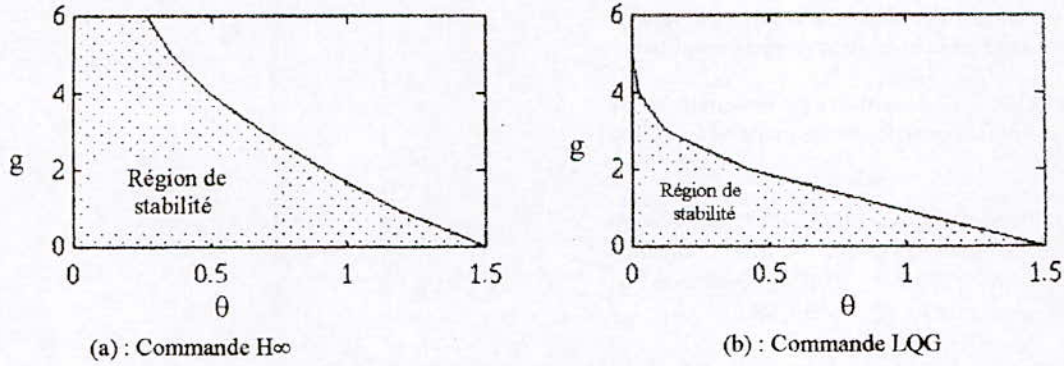 6
4
g
2
0
Région de
stabilité
0
0.5
1
1.5
θ
(a) : Commande H∞
6
4
g
2
0
Région de
stabilité
0
0.5
1
1.5
θ
(b) : Commande LQG